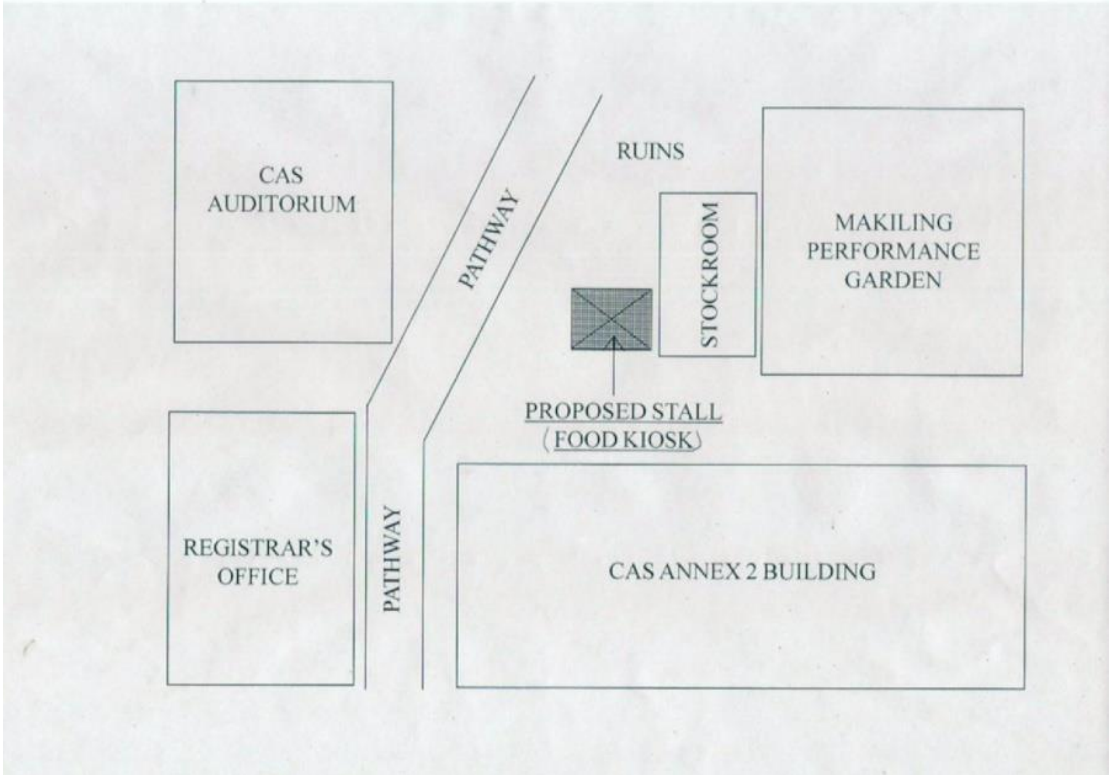 CAS
AUDITORIUM
PATHWAY
RUINS
STOCKROOM
MAKILING
PERFORMANCE
GARDEN
PROPOSED STALL
(FOOD KIOSK)
REGISTRAR'S
OFFICE
PATHWAY
CAS ANNEX 2 BUILDING